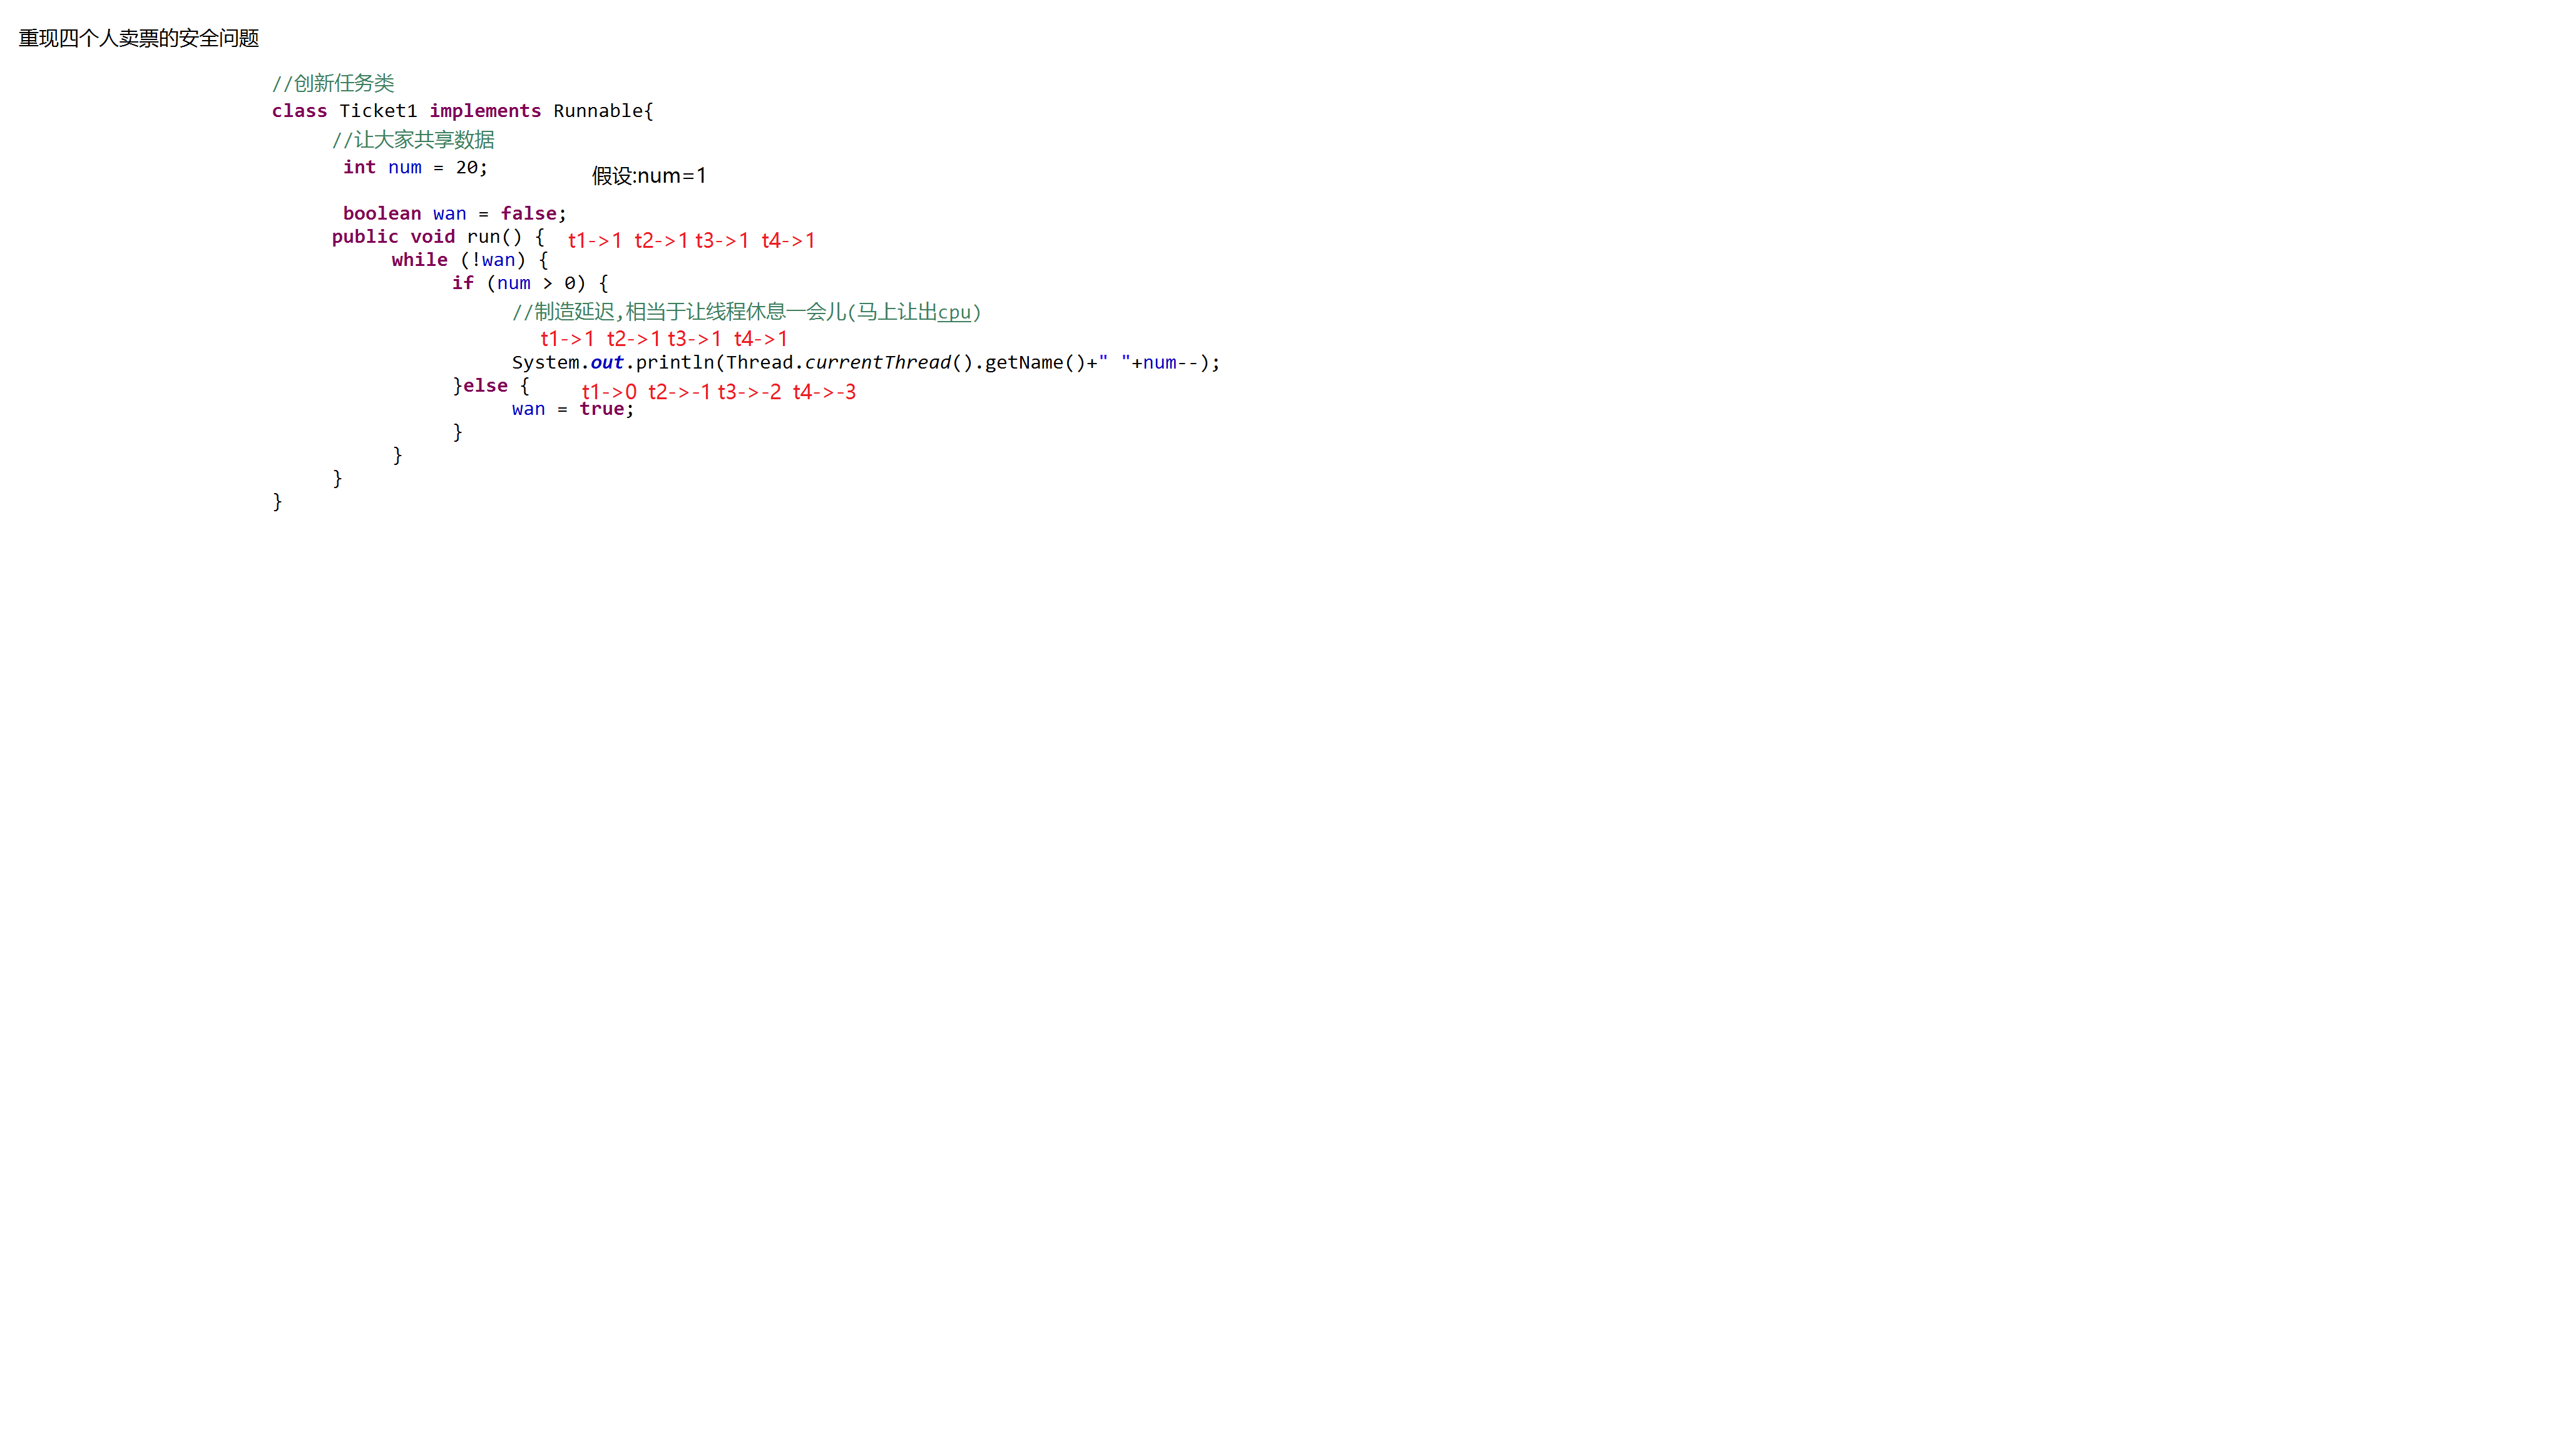 重现四个人卖票的安全问题
//创新任务类
class Ticket1 implements Runnable{
//让大家共享数据
int num = 20;
假设:num=1
boolean wan = false;
public void run() {
t1->1 t2->1 t3->1 t4->1
while (!wan) {
if (num > 0) {
//制造延迟,相当于让线程休息一会儿(马上让出cpu)
t1->1 t2->1 t3->1 t4->1
System.out.println(Thread.currentThread().getName()+" "+num--);
}else {
t1->0 t2->-1 t3->-2 t4->-3
wan = true;
}
}
}
}